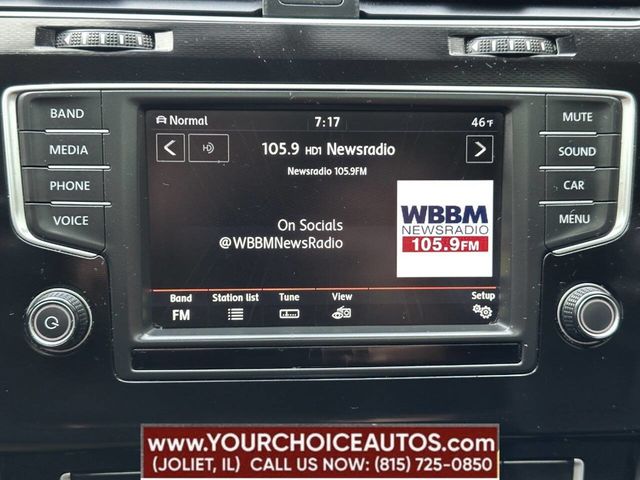 BAND
MEDIA
PHONE
VOICE
Normal 7:17 46°F
105.9 HD1 Newsradio
Newsradio 105.9FM
On Socials
@WBBMNewsRadio
WBBM
NEWSRADIO
105.9FM
Band Station list Tune View Setup
FM
MUTE
SOUND
CAR
MENU
WWW.YOURCHOICEAUTOS.COM
(JOLIET, IL) CALL US NOW: (815) 725-0850